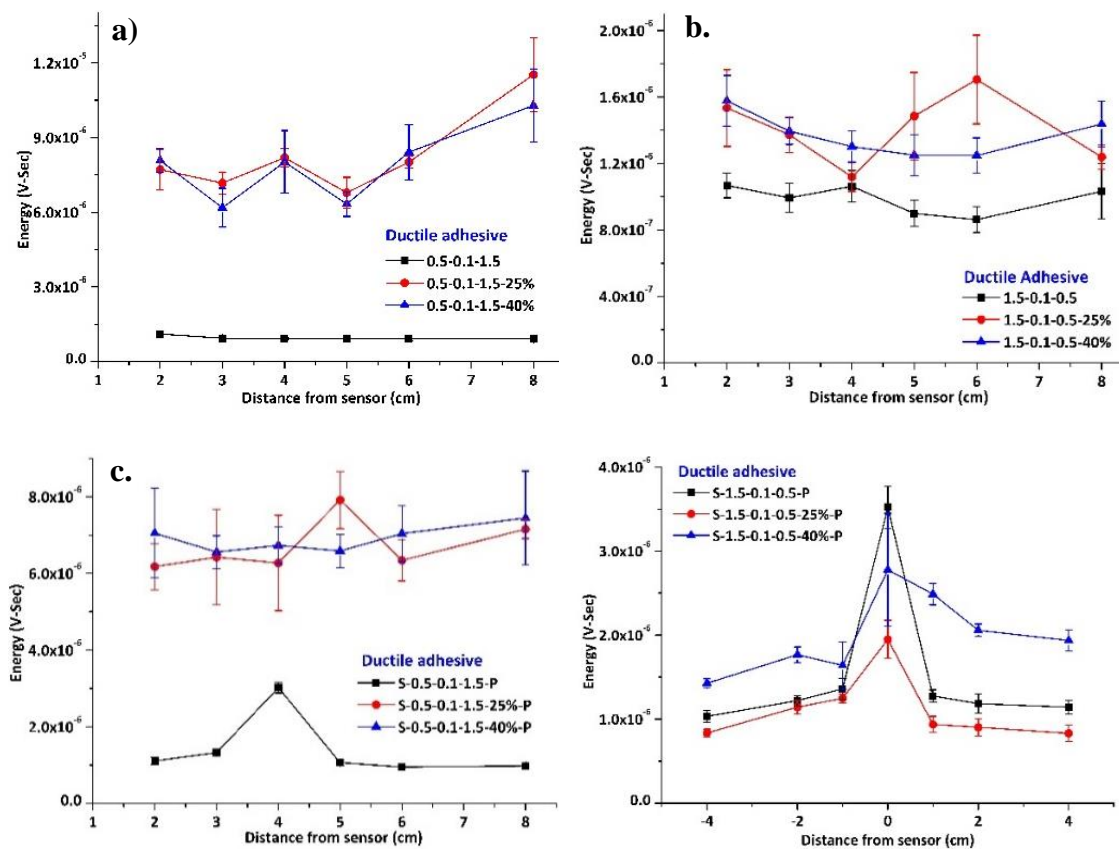 a)
Energy (V-Sec)
1.2x10⁻⁵
9.0x10⁻⁶
6.0x10⁻⁶
3.0x10⁻⁶
0.0
Ductile adhesive
0.5-0.1-1.5
0.5-0.1-1.5-25%
0.5-0.1-1.5-40%
1 2 3 4 5 6 7 8
Distance from sensor (cm)
b.
Energy (V-Sec)
2.0x10⁻⁶
1.6x10⁻⁶
1.2x10⁻⁶
8.0x10⁻⁷
4.0x10⁻⁷
0.0
Ductile Adhesive
1.5-0.1-0.5
1.5-0.1-0.5-25%
1.5-0.1-0.5-40%
1 2 3 4 5 6 7 8
Distance from sensor (cm)
c.
Energy (V-Sec)
8.0x10⁻⁶
6.0x10⁻⁶
4.0x10⁻⁶
2.0x10⁻⁶
0.0
Ductile adhesive
S-0.5-0.1-1.5-P
S-0.5-0.1-1.5-25%-P
S-0.5-0.1-1.5-40%-P
1 2 3 4 5 6 7 8
Distance from sensor (cm)
Energy (V-Sec)
4.0x10⁻⁶
3.0x10⁻⁶
2.0x10⁻⁶
1.0x10⁻⁶
0.0
Ductile adhesive
S-1.5-0.1-0.5-P
S-1.5-0.1-0.5-25%-P
S-1.5-0.1-0.5-40%-P
-4 -2 0 2 4
Distance from sensor (cm)